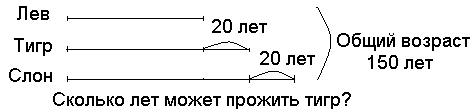 Лев
20 лет
Тигр
20 лет
Слон
Общий возраст
150 лет
Сколько лет может прожить тигр?